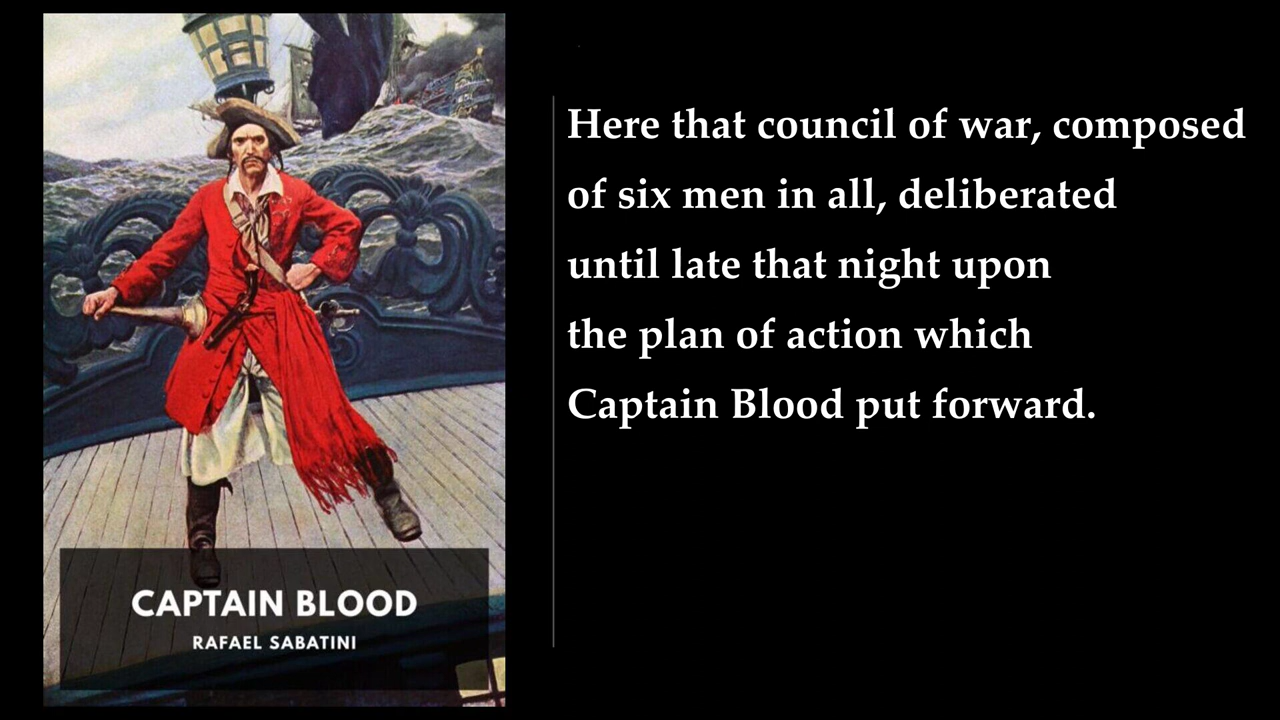 CAPTAIN BLOOD
RAFAEL SABATINI
Here that council of war, composed
of six men in all, deliberated
until late that night upon
the plan of action which
Captain Blood put forward.